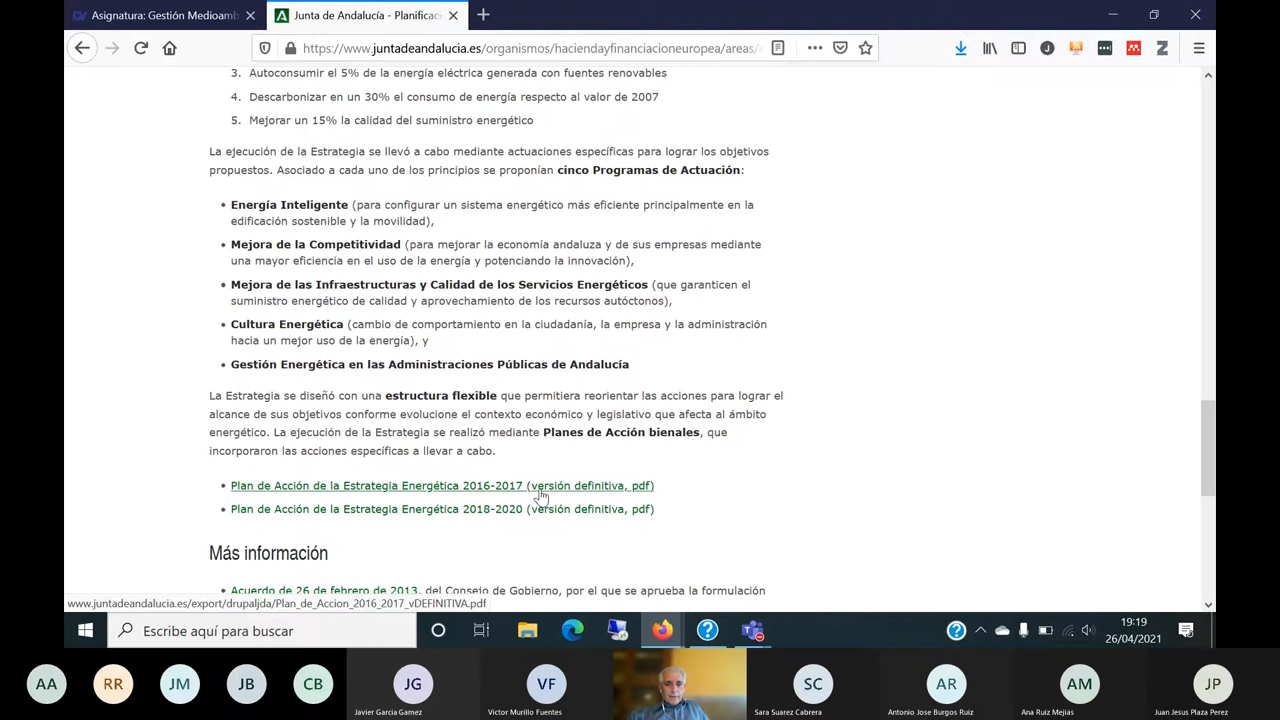 Asignatura: Gestión Medioamb
Junta de Andalucía - Planificac
https://www.juntadeandalucia.es/organismos/haciendayfinanciacioneuropea/areas/
3. Autoconsumir el 5% de la energía eléctrica generada con fuentes renovables
4. Descarbonizar en un 30% el consumo de energía respecto al valor de 2007
5. Mejorar un 15% la calidad del suministro energético
La ejecución de la Estrategia se llevó a cabo mediante actuaciones específicas para lograr los objetivos
propuestos. Asociado a cada uno de los principios se proponían cinco Programas de Actuación:
• Energía Inteligente (para configurar un sistema energético más eficiente principalmente en la
edificación sostenible y la movilidad),
• Mejora de la Competitividad (para mejorar la economía andaluza y de sus empresas mediante
una mayor eficiencia en el uso de la energía y potenciando la innovación),
• Mejora de las Infraestructuras y Calidad de los Servicios Energéticos (que garanticen el
suministro energético de calidad y aprovechamiento de los recursos autóctonos),
• Cultura Energética (cambio de comportamiento en la ciudadanía, la empresa y la administración
hacia un mejor uso de la energía), y
• Gestión Energética en las Administraciones Públicas de Andalucía
La Estrategia se diseñó con una estructura flexible que permitiera reorientar las acciones para lograr el
alcance de sus objetivos conforme evolucione el contexto económico y legislativo que afecta al ámbito
energético. La ejecución de la Estrategia se realizó mediante Planes de Acción bienales, que
incorporaron las acciones específicas a llevar a cabo.
• Plan de Acción de la Estrategia Energética 2016-2017 (versión definitiva, pdf)
• Plan de Acción de la Estrategia Energética 2018-2020 (versión definitiva, pdf)
Más información
• Acuerdo de 26 de febrero de 2013, del Consejo de Gobierno, por el que se aprueba la formulación
www.juntadeandalucia.es/export/drupaljda/Plan_de_Accion_2016_2017_vDEFINITIVA.pdf
Escribe aquí para buscar
19:19
26/04/2021
AA
RR
JM
JB
CB
JG
VF
SC
AR
AM
JP
Javier Garcia Gamez
Victor Murillo Fuentes
Sara Suarez Cabrera
Antonio Jose Burgos Ruiz
Ana Ruiz Mejias
Juan Jesus Plaza Perez